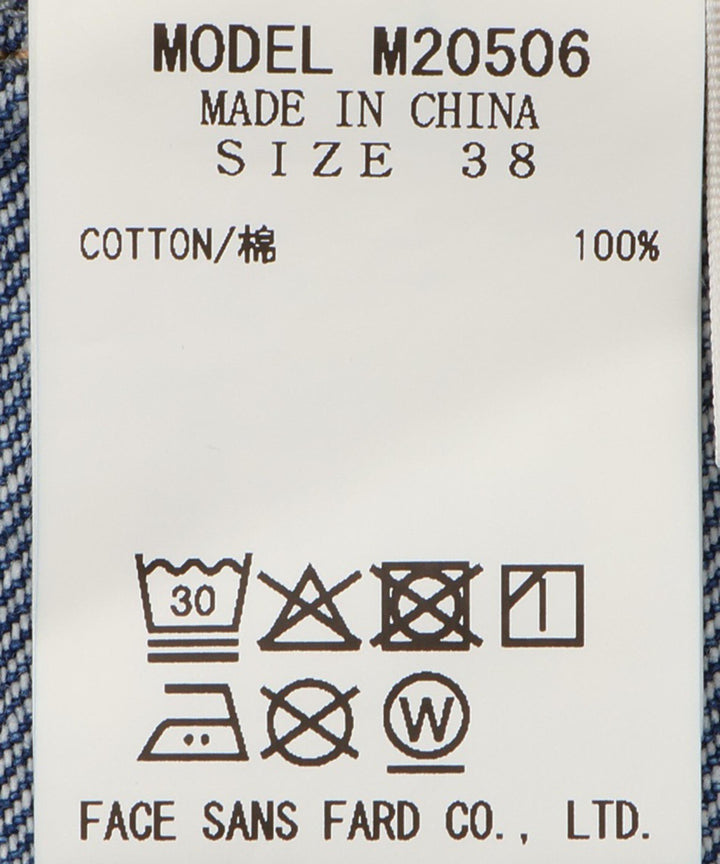 MODEL M20506
MADE IN CHINA
SIZE 38
COTTON/棉 100%
30
W
FACE SANS FARD CO., LTD.